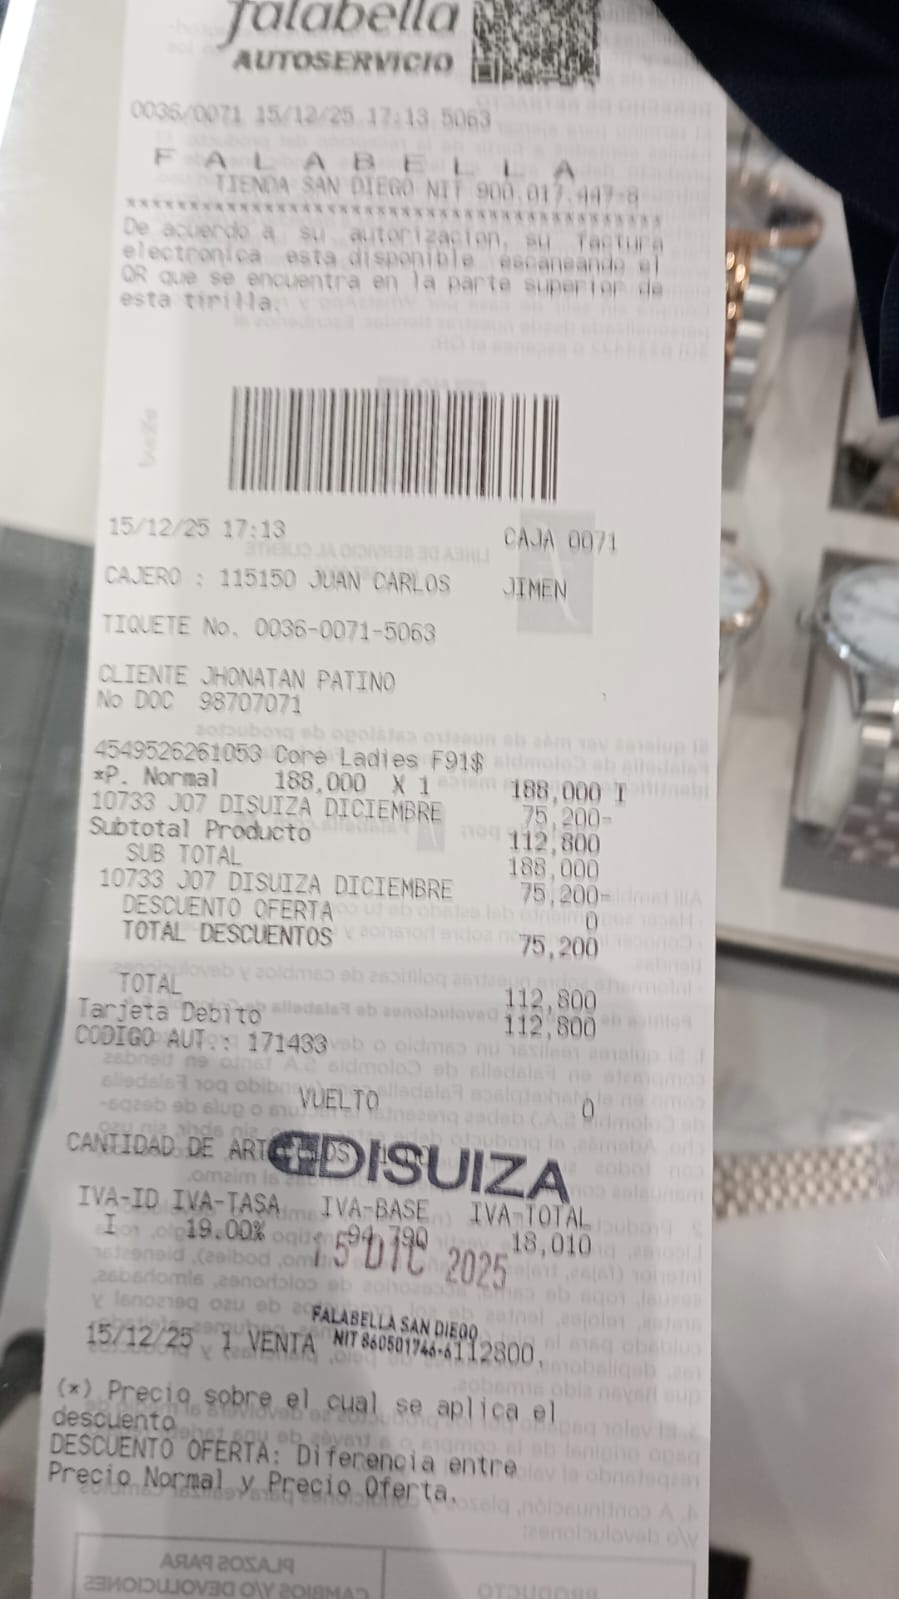 falabella
AUTOSERVICIO
0036/0071 15/12/25 17:13 5063
F A L A B E L L A
TIENDA SAN DIEGO NIT 900.017.447-8
De acuerdo a su autorizacion, su factura
electronica esta disponible escaneando el
QR que se encuentra en la parte superior de
esta tirilla.
15/12/25 17:13 CAJA 0071
CAJERO : 115150 JUAN CARLOS JIMEN
TIQUETE No. 0036-0071-5063
CLIENTE JHONATAN PATINO
No DOC 98707071
4549526261053 Core Ladies F91$
*P. Normal 188,000 X 1 188,000 I
10733 J07 DISUIZA DICIEMBRE 75,200-
Subtotal Producto 112,800
SUB TOTAL 188,000
10733 J07 DISUIZA DICIEMBRE 75,200-
DESCUENTO OFERTA 0
TOTAL DESCUENTOS 75,200
TOTAL 112,800
Tarjeta Debito 112,800
CODIGO AUT.: 171433
VUELTO 0
CANTIDAD DE
DISUIZA
IVA-ID IVA-TASA IVA-BASE IVA-TOTAL
I 19.00% 94,790 18,010
15 DIC 2025
FALABELLA SAN DIEGO
NIT 860501746-6
15/12/25 1 VENTA 112800,
(*) Precio sobre el cual se aplica el
descuento
DESCUENTO OFERTA: Diferencia entre
Precio Normal y Precio Oferta.